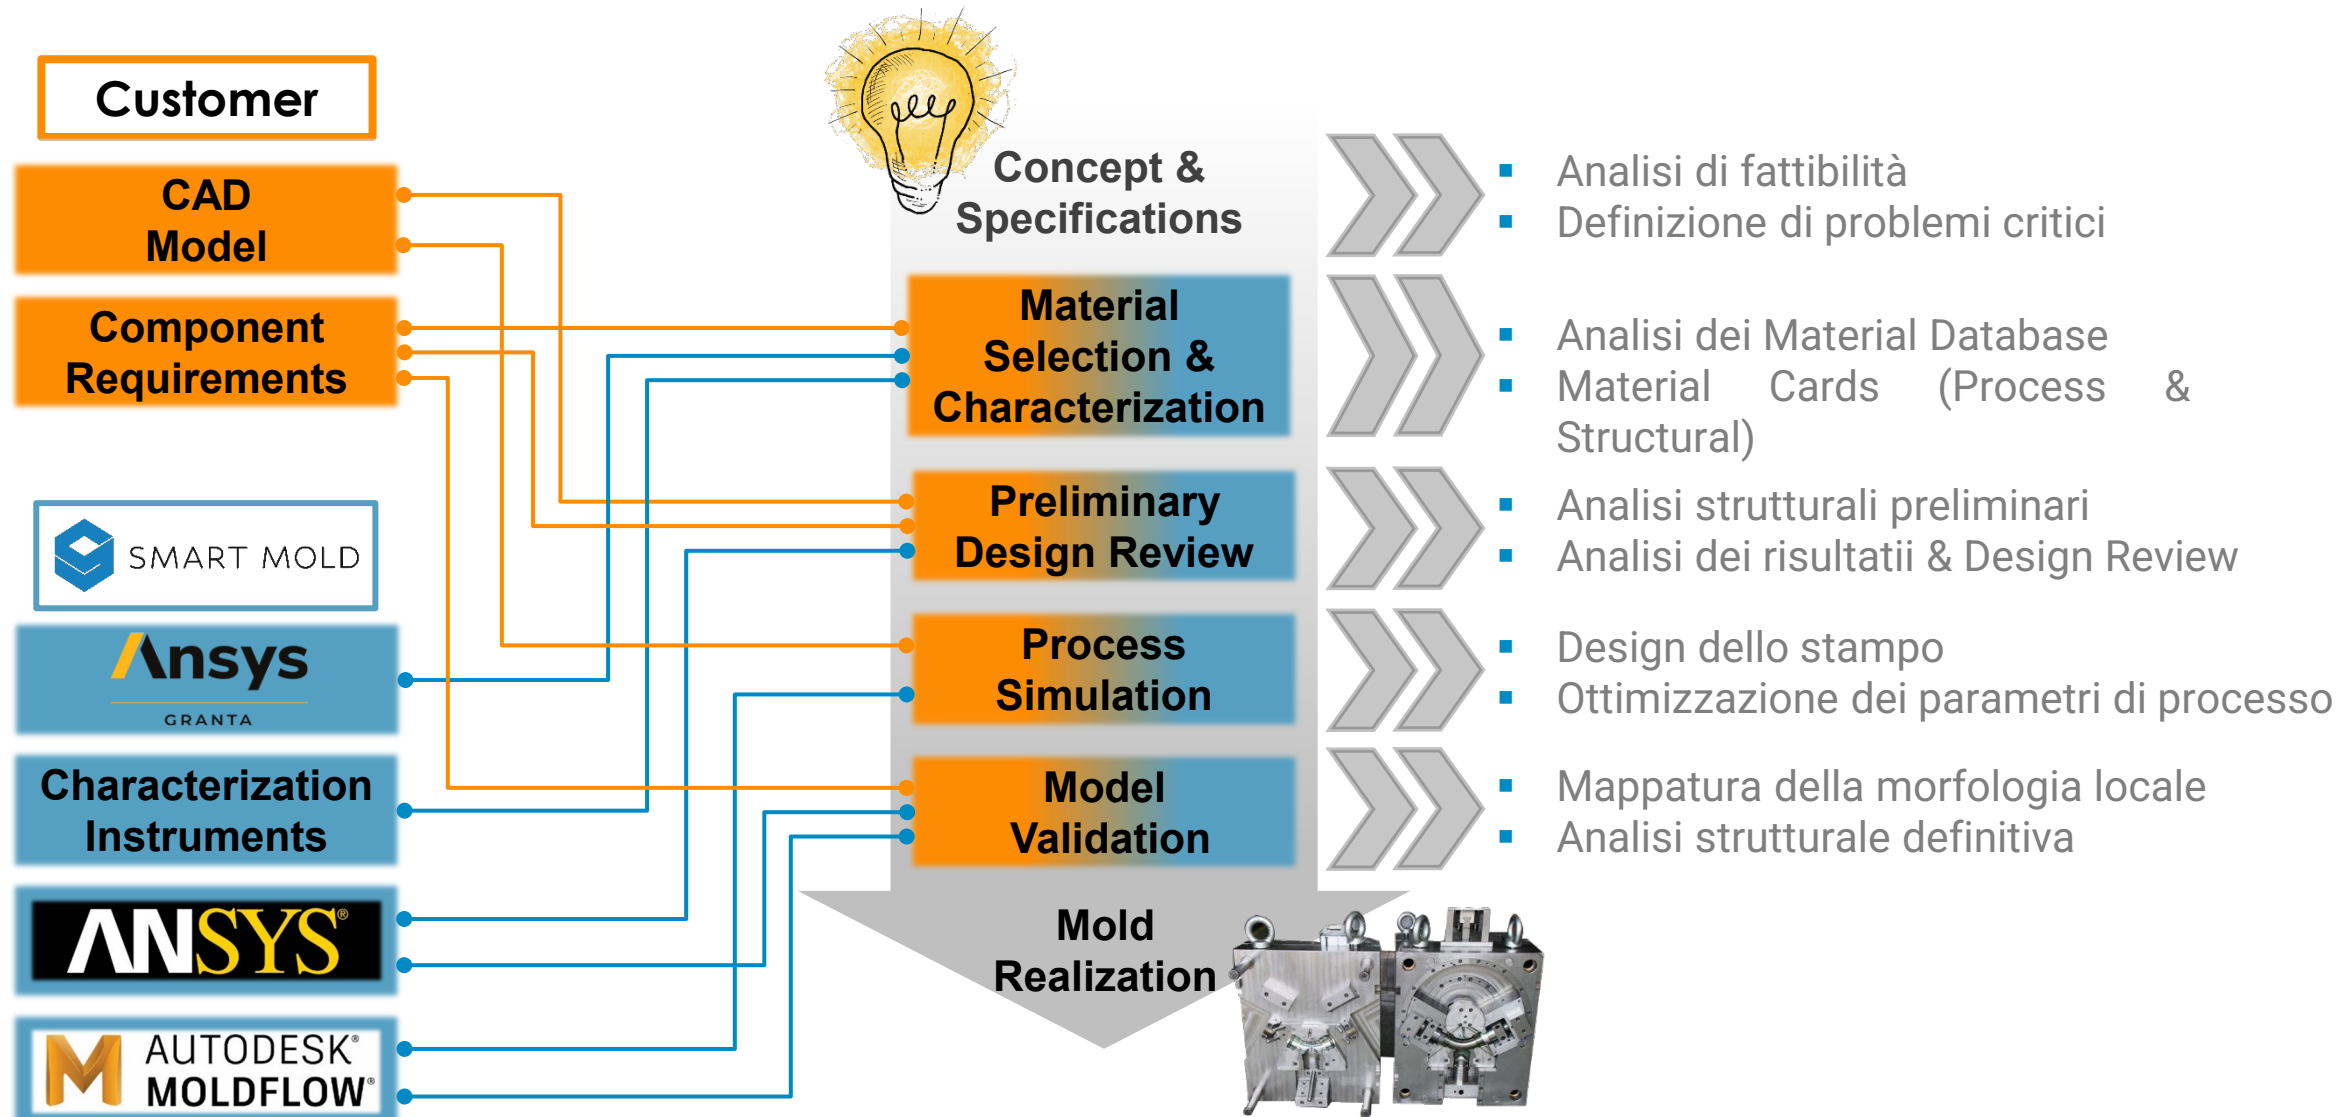 Customer
CAD
Model
Component
Requirements
SMART MOLD
Ansys
GRANTA
Characterization
Instruments
ANSYS®
AUTODESK®
MOLDFLOW®
Concept &
Specifications
Material
Selection &
Characterization
Preliminary
Design Review
Process
Simulation
Model
Validation
Mold
Realization
▪ Analisi di fattibilità
▪ Definizione di problemi critici
▪ Analisi dei Material Database
▪ Material Cards (Process &
Structural)
▪ Analisi strutturali preliminari
▪ Analisi dei risultatii & Design Review
▪ Design dello stampo
▪ Ottimizzazione dei parametri di processo
▪ Mappatura della morfologia locale
▪ Analisi strutturale definitiva